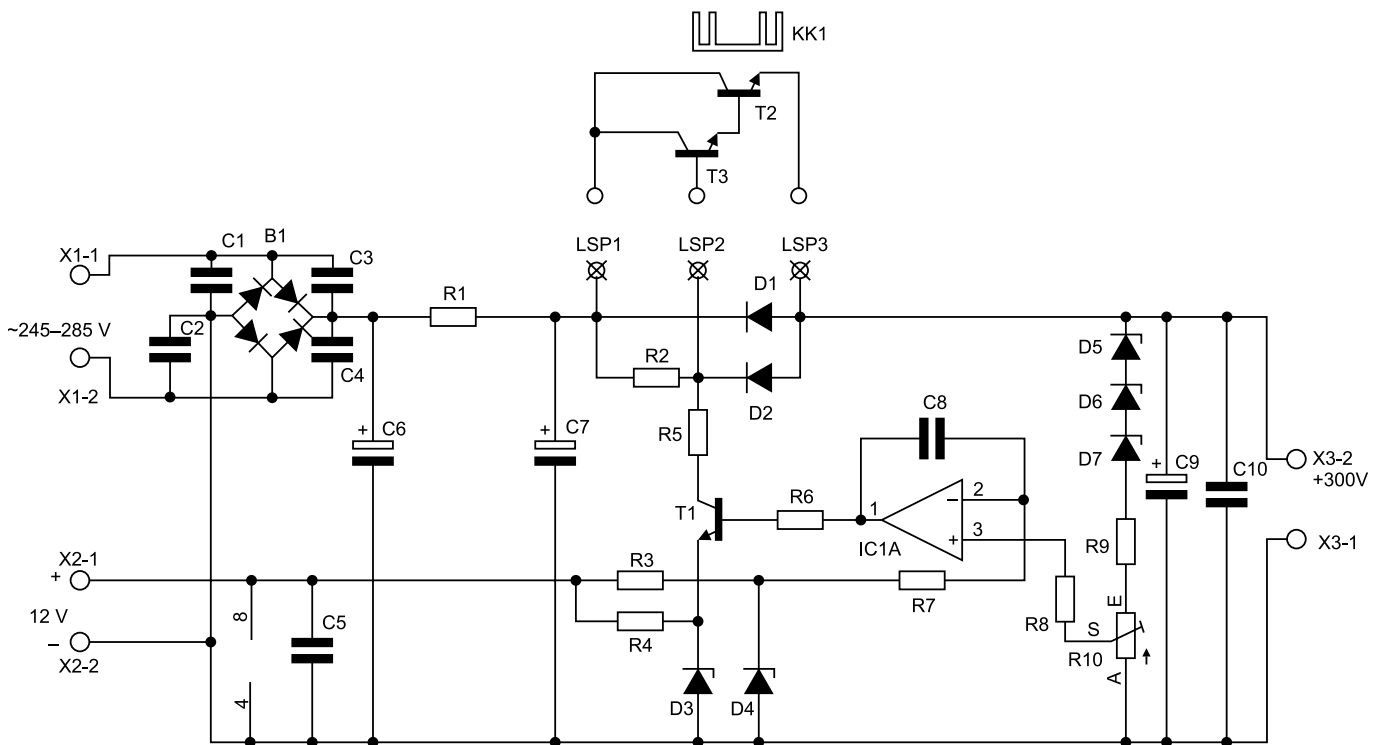 KK1
T2
T3
X1-1
C1
B1
C3
LSP1
LSP2
LSP3
R1
D1
~245–285 V
C2
C4
X1-2
R2
D2
D5
D6
D7
C6
+
C7
+
R5
C8
C9
+
C10
X3-2
+300V
T1
R6
1
2
–
3
+
IC1A
R9
X3-1
X2-1
+
R3
R7
E
12 V
8
C5
R4
R8
S
R10
–
X2-2
4
D3
D4
A